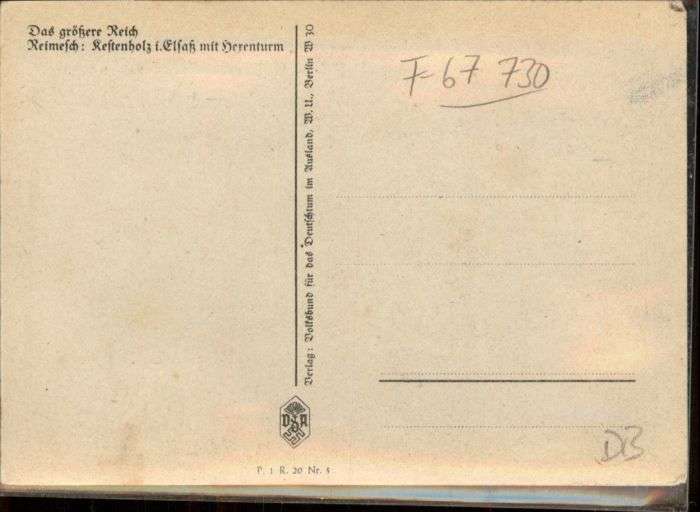 Das größere Reich
Reimesch: Kestenholz i. Elsaß mit Hexenturm
Verlag: Volksbund für das Deutschtum im Ausland, W. U., Berlin W 30
F 67 730
VDA
P. 1 R. 20 Nr. 5
DB